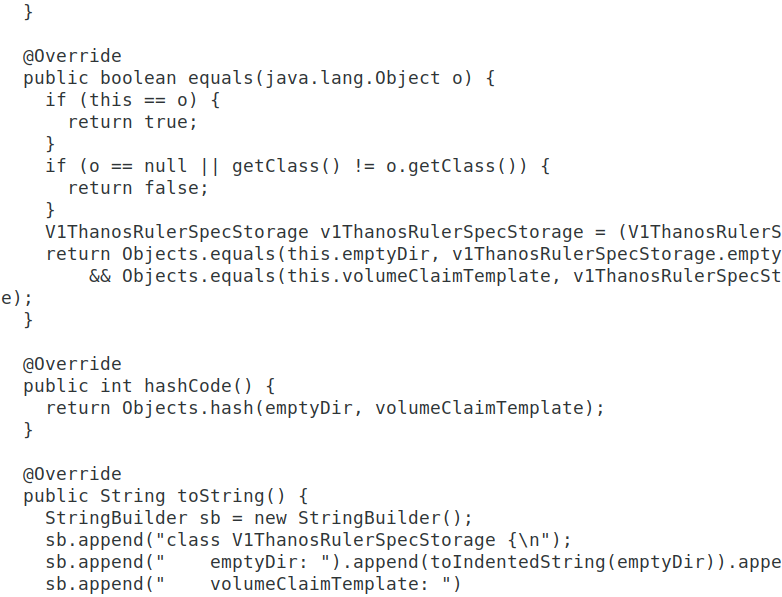 }

  @Override
  public boolean equals(java.lang.Object o) {
    if (this == o) {
      return true;
    }
    if (o == null || getClass() != o.getClass()) {
      return false;
    }
    V1ThanosRulerSpecStorage v1ThanosRulerSpecStorage = (V1ThanosRulerS
    return Objects.equals(this.emptyDir, v1ThanosRulerSpecStorage.empty
        && Objects.equals(this.volumeClaimTemplate, v1ThanosRulerSpecSt
e);
  }

  @Override
  public int hashCode() {
    return Objects.hash(emptyDir, volumeClaimTemplate);
  }

  @Override
  public String toString() {
    StringBuilder sb = new StringBuilder();
    sb.append("class V1ThanosRulerSpecStorage {\n");
    sb.append("    emptyDir: ").append(toIndentedString(emptyDir)).appe
    sb.append("    volumeClaimTemplate: ")